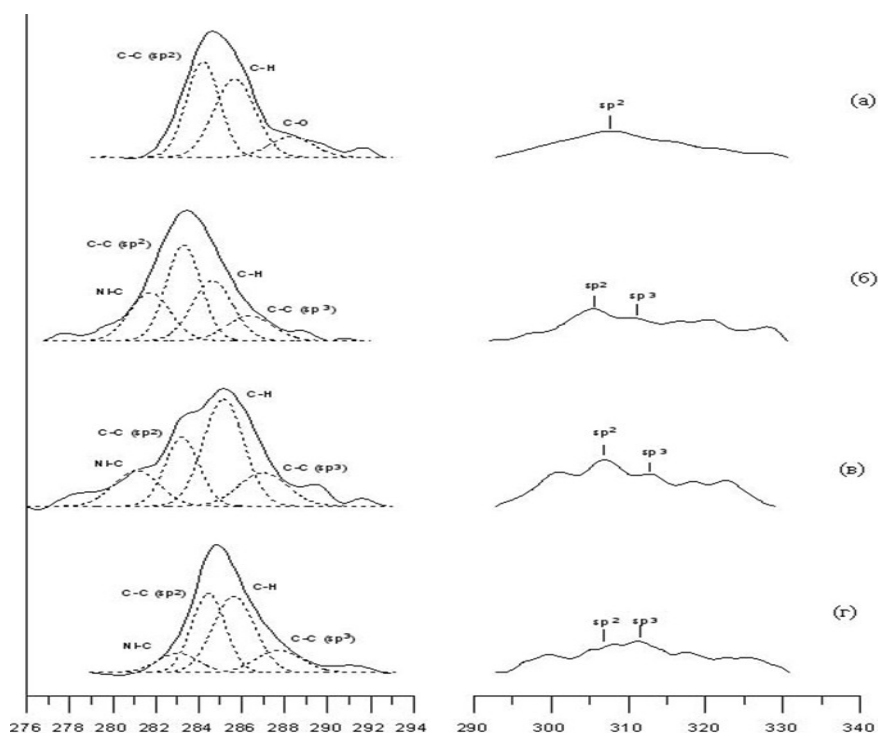 C-C (sp2)
C-H
C-O
sp2
(а)
C-C (sp2)
Ni-C
C-H
C-C (sp3)
sp2
sp3
(б)
C-C (sp2)
Ni-C
C-H
C-C (sp3)
sp2
sp3
(в)
C-C (sp2)
Ni-C
C-H
C-C (sp3)
sp2
sp3
(г)
276 278 280 282 284 286 288 290 292 294
290 300 310 320 330 340